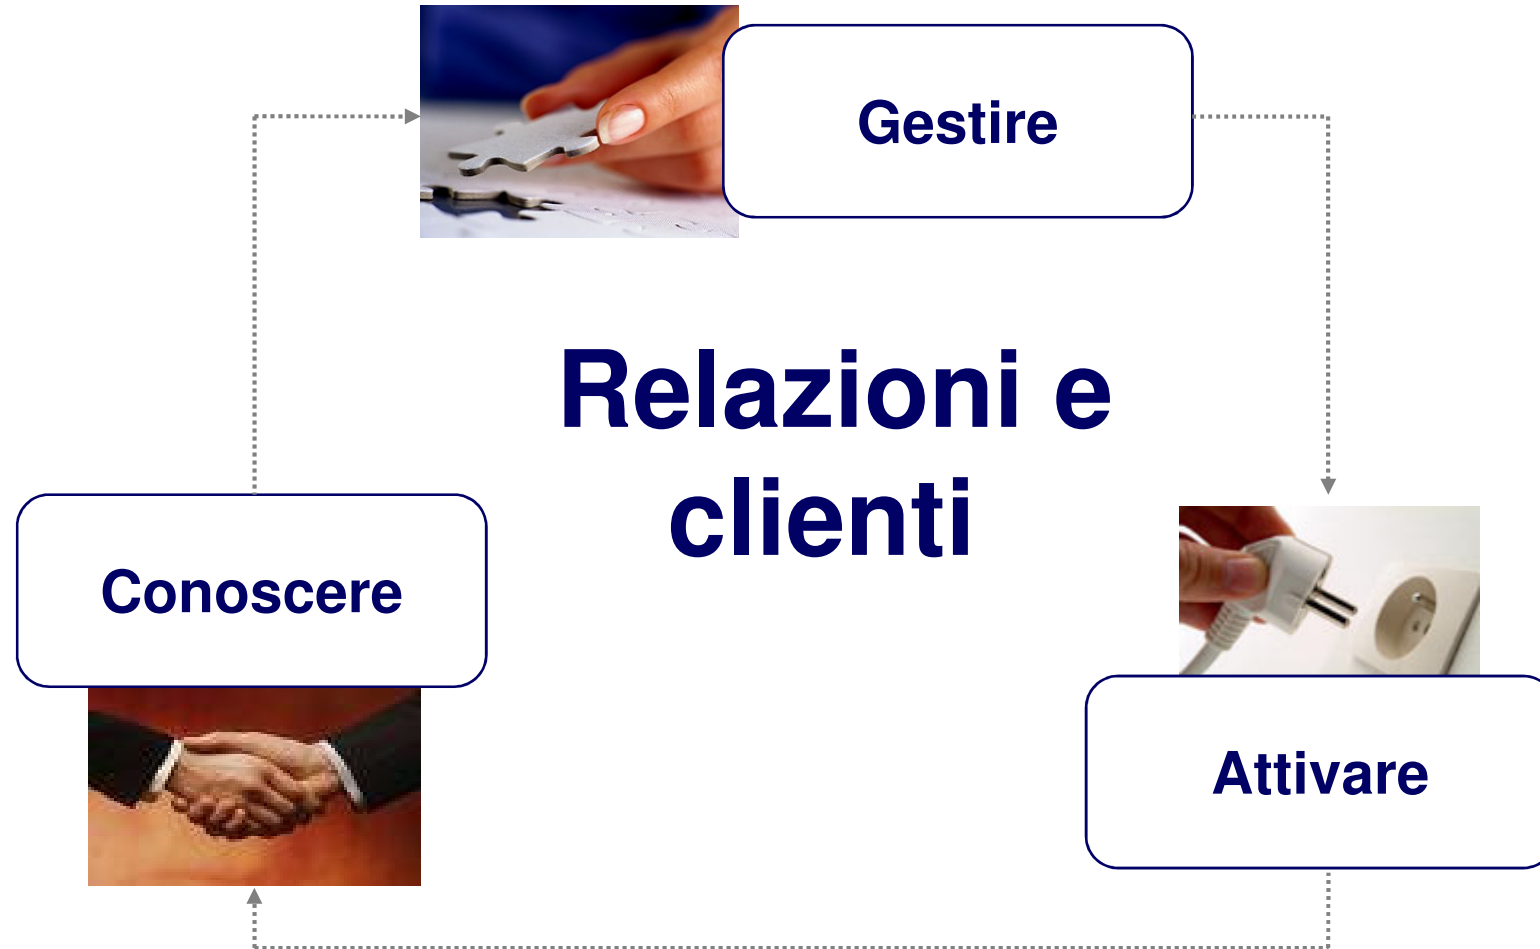 Gestire
Relazioni e
clienti
Conoscere
Attivare